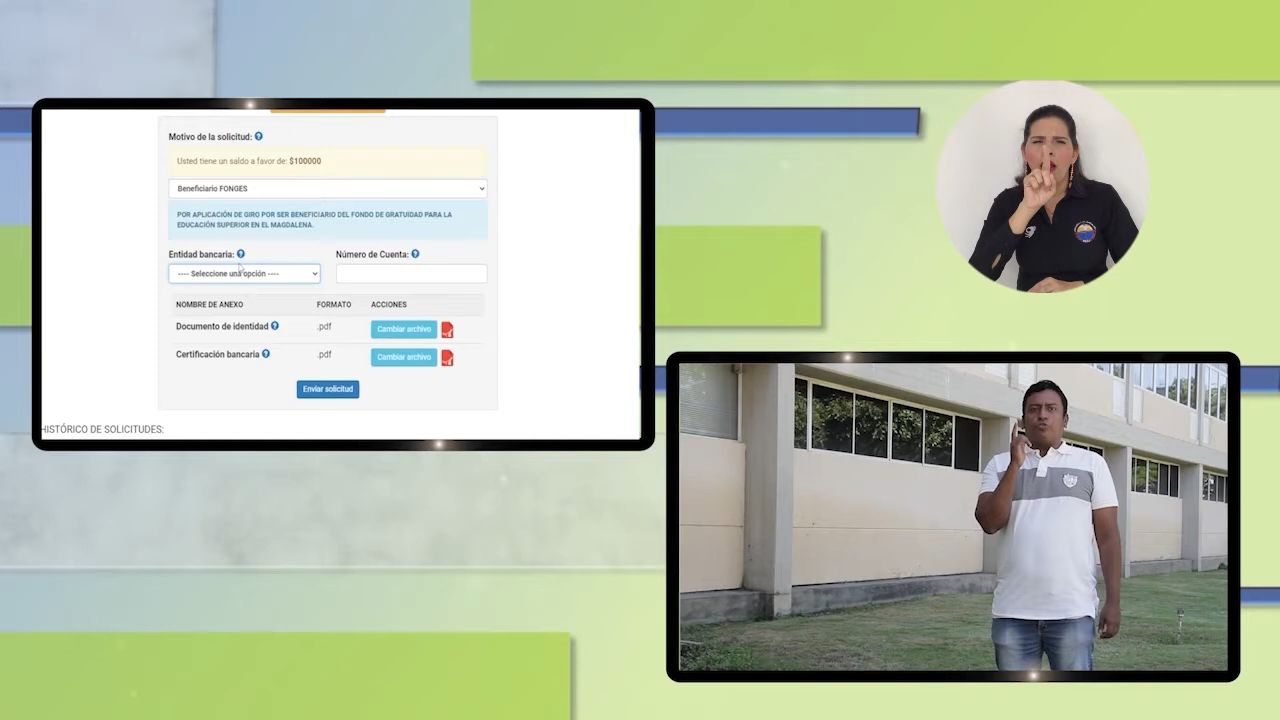 Motivo de la solicitud:
Usted tiene un saldo a favor de: $100000
Beneficiario FONGES
POR APLICACIÓN DE GIRO POR SER BENEFICIARIO DEL FONDO DE GRATUIDAD PARA LA
EDUCACIÓN SUPERIOR EN EL MAGDALENA.
Entidad bancaria: Número de Cuenta:
---- Seleccione una opción ----
NOMBRE DE ANEXO FORMATO ACCIONES
Documento de identidad .pdf Cambiar archivo
Certificación bancaria .pdf Cambiar archivo
Enviar solicitud
HISTÓRICO DE SOLICITUDES: